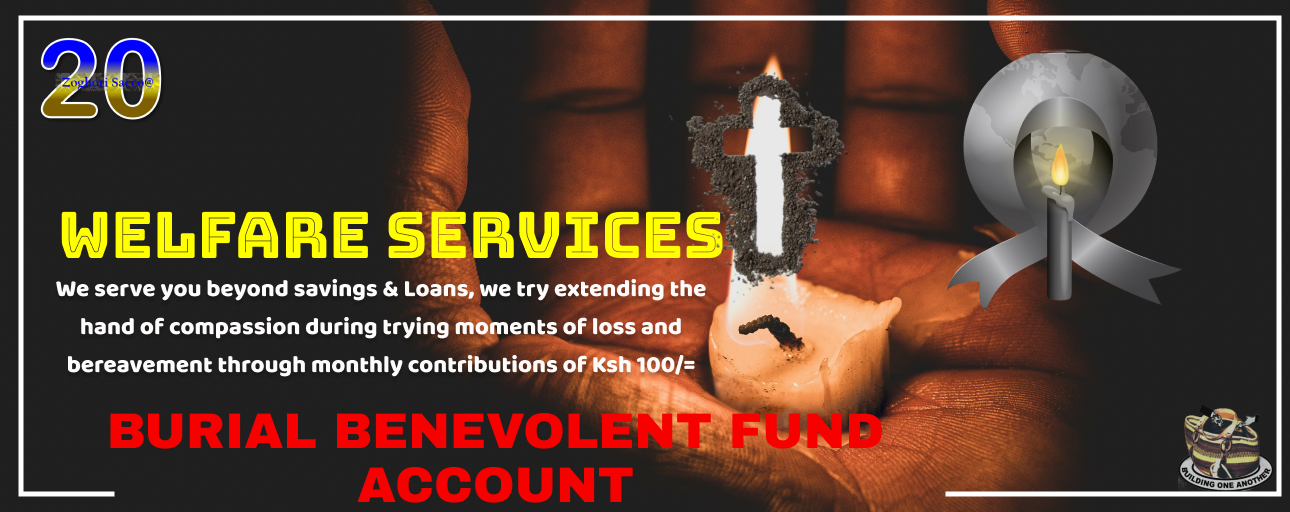 20
WELFARE SERVICES
We serve you beyond savings & Loans, we try extending the
hand of compassion during trying moments of loss and
bereavement through monthly contributions of Ksh 100/=
BURIAL BENEVOLENT FUND
ACCOUNT
BUILDING ONE ANOTHER